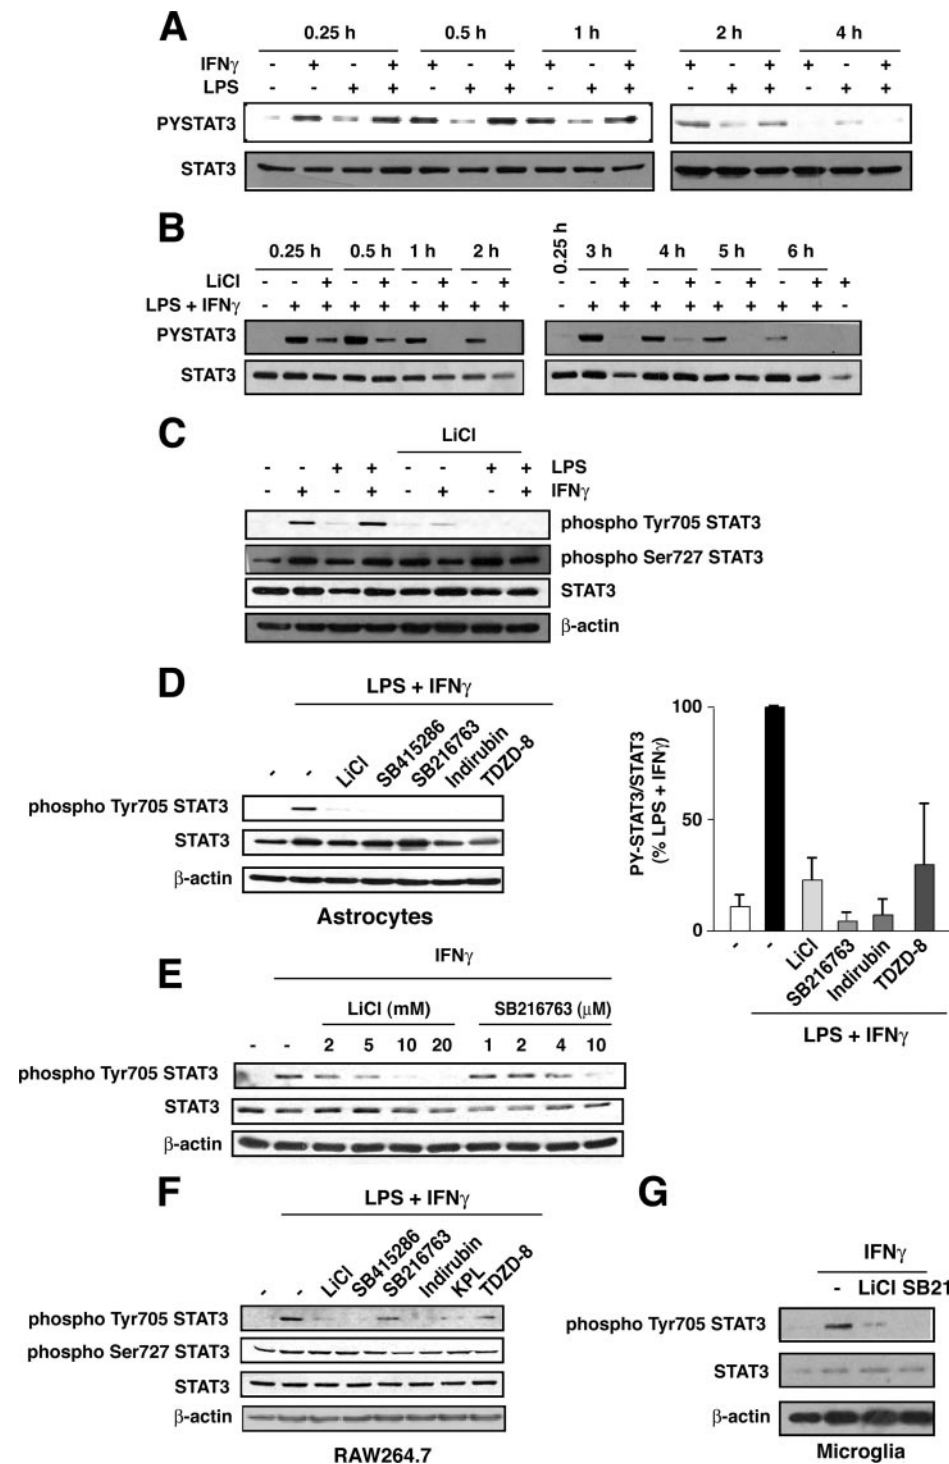 A
0.25 h 0.5 h 1 h 2 h 4 h
IFNγ - + - + + - + + - + + - + + - +
LPS - - + + - + + - + + - + + - + +
PYSTAT3
STAT3
B
0.25 h 0.5 h 1 h 2 h 0.25 h 3 h 4 h 5 h 6 h
LiCl - - + - + - + - + - - + - + - + - + +
LPS + IFNγ - + + + + + + + + - + + + + + + + + -
PYSTAT3
STAT3
C
LiCl
- - + + - - + + LPS
- + - + - + - + IFNγ
phospho Tyr705 STAT3
phospho Ser727 STAT3
STAT3
β-actin
D
LPS + IFNγ
- - LiCl SB415286 SB216763 Indirubin TDZD-8
phospho Tyr705 STAT3
STAT3
β-actin
Astrocytes
PY-STAT3/STAT3
(% LPS + IFNγ)
100
50
0
- - LiCl SB216763 Indirubin TDZD-8
LPS + IFNγ
E
IFNγ
LiCl (mM) SB216763 (μM)
- - 2 5 10 20 1 2 4 10
phospho Tyr705 STAT3
STAT3
β-actin
F
LPS + IFNγ
- - LiCl SB415286 SB216763 Indirubin KPL TDZD-8
phospho Tyr705 STAT3
phospho Ser727 STAT3
STAT3
β-actin
RAW264.7
G
IFNγ
- LiCl SB21
phospho Tyr705 STAT3
STAT3
β-actin
Microglia